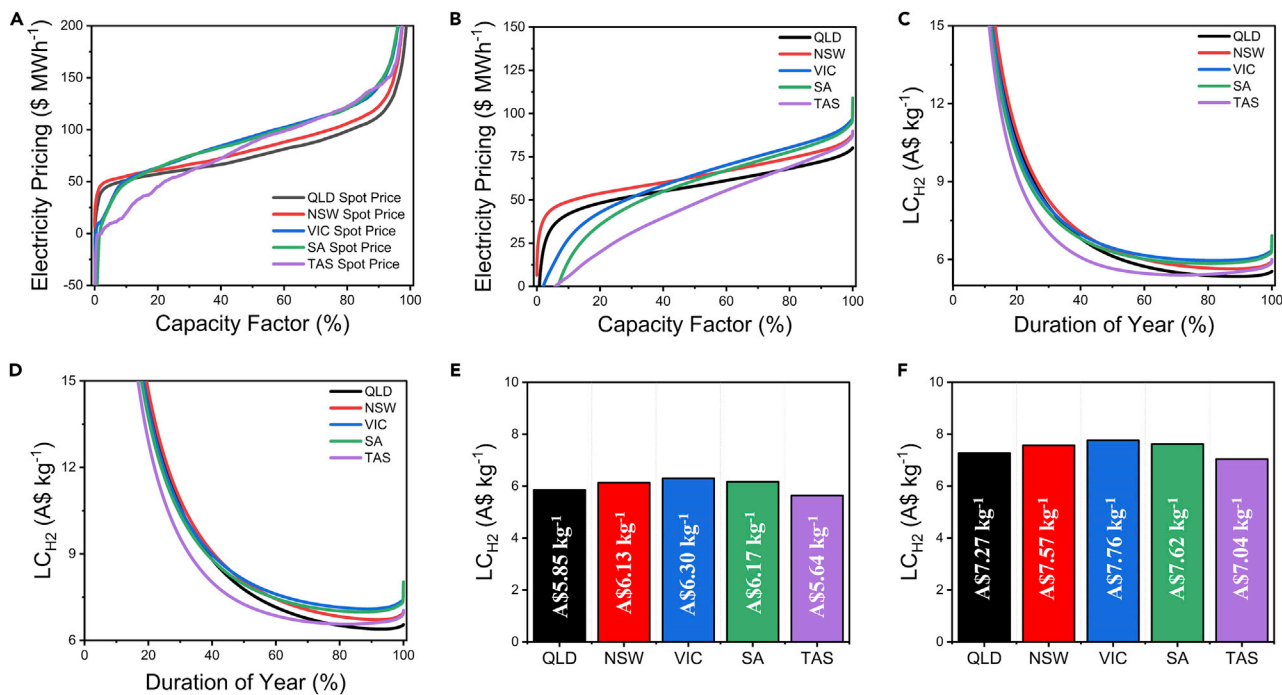 A
200
150
100
50
0
-50
Electricity Pricing ($ MWh⁻¹)
QLD Spot Price
NSW Spot Price
VIC Spot Price
SA Spot Price
TAS Spot Price
0 20 40 60 80 100
Capacity Factor (%)
B
150
125
100
75
50
25
0
Electricity Pricing ($ MWh⁻¹)
QLD
NSW
VIC
SA
TAS
0 20 40 60 80 100
Capacity Factor (%)
C
15
12
9
6
LC_H2 (A$ kg⁻¹)
QLD
NSW
VIC
SA
TAS
0 20 40 60 80 100
Duration of Year (%)
D
15
12
9
6
LC_H2 (A$ kg⁻¹)
QLD
NSW
VIC
SA
TAS
0 20 40 60 80 100
Duration of Year (%)
E
10
8
6
4
2
0
LC_H2 (A$ kg⁻¹)
A$5.85 kg⁻¹
A$6.13 kg⁻¹
A$6.30 kg⁻¹
A$6.17 kg⁻¹
A$5.64 kg⁻¹
QLD NSW VIC SA TAS
F
10
8
6
4
2
0
LC_H2 (A$ kg⁻¹)
A$7.27 kg⁻¹
A$7.57 kg⁻¹
A$7.76 kg⁻¹
A$7.62 kg⁻¹
A$7.04 kg⁻¹
QLD NSW VIC SA TAS